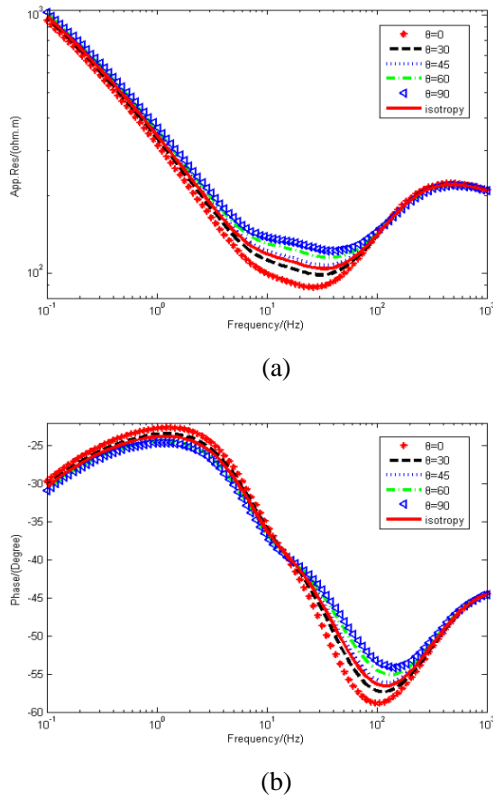 10³
10²
App.Res/(ohm.m)
θ=0
θ=30
θ=45
θ=60
θ=90
isotropy
10⁻¹ 10⁰ 10¹ 10² 10³
Frequency/(Hz)
(a)
-25
-30
-35
-40
-45
-50
-55
-60
Phase/(Degree)
θ=0
θ=30
θ=45
θ=60
θ=90
isotropy
10⁻¹ 10⁰ 10¹ 10² 10³
Frequency/(Hz)
(b)